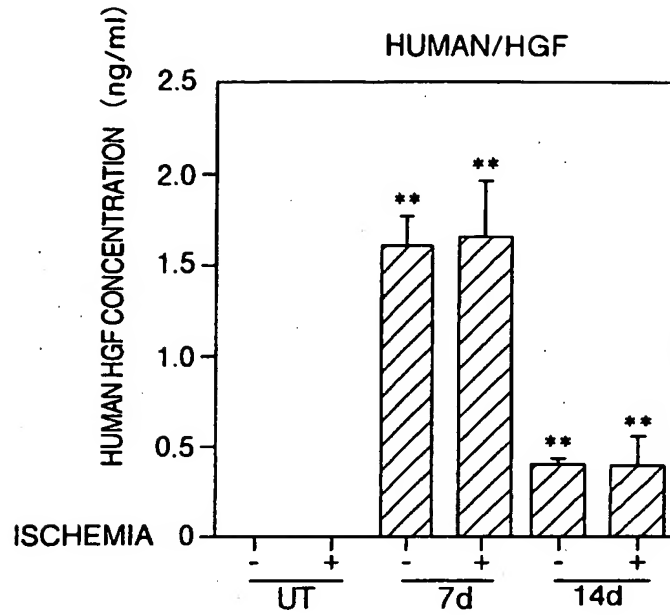 HUMAN/HGF
HUMAN HGF CONCENTRATION (ng/ml)
2.5
2.0
1.5
1.0
0.5
0
** ** ** **
ISCHEMIA
- + - + - +
UT 7d 14d